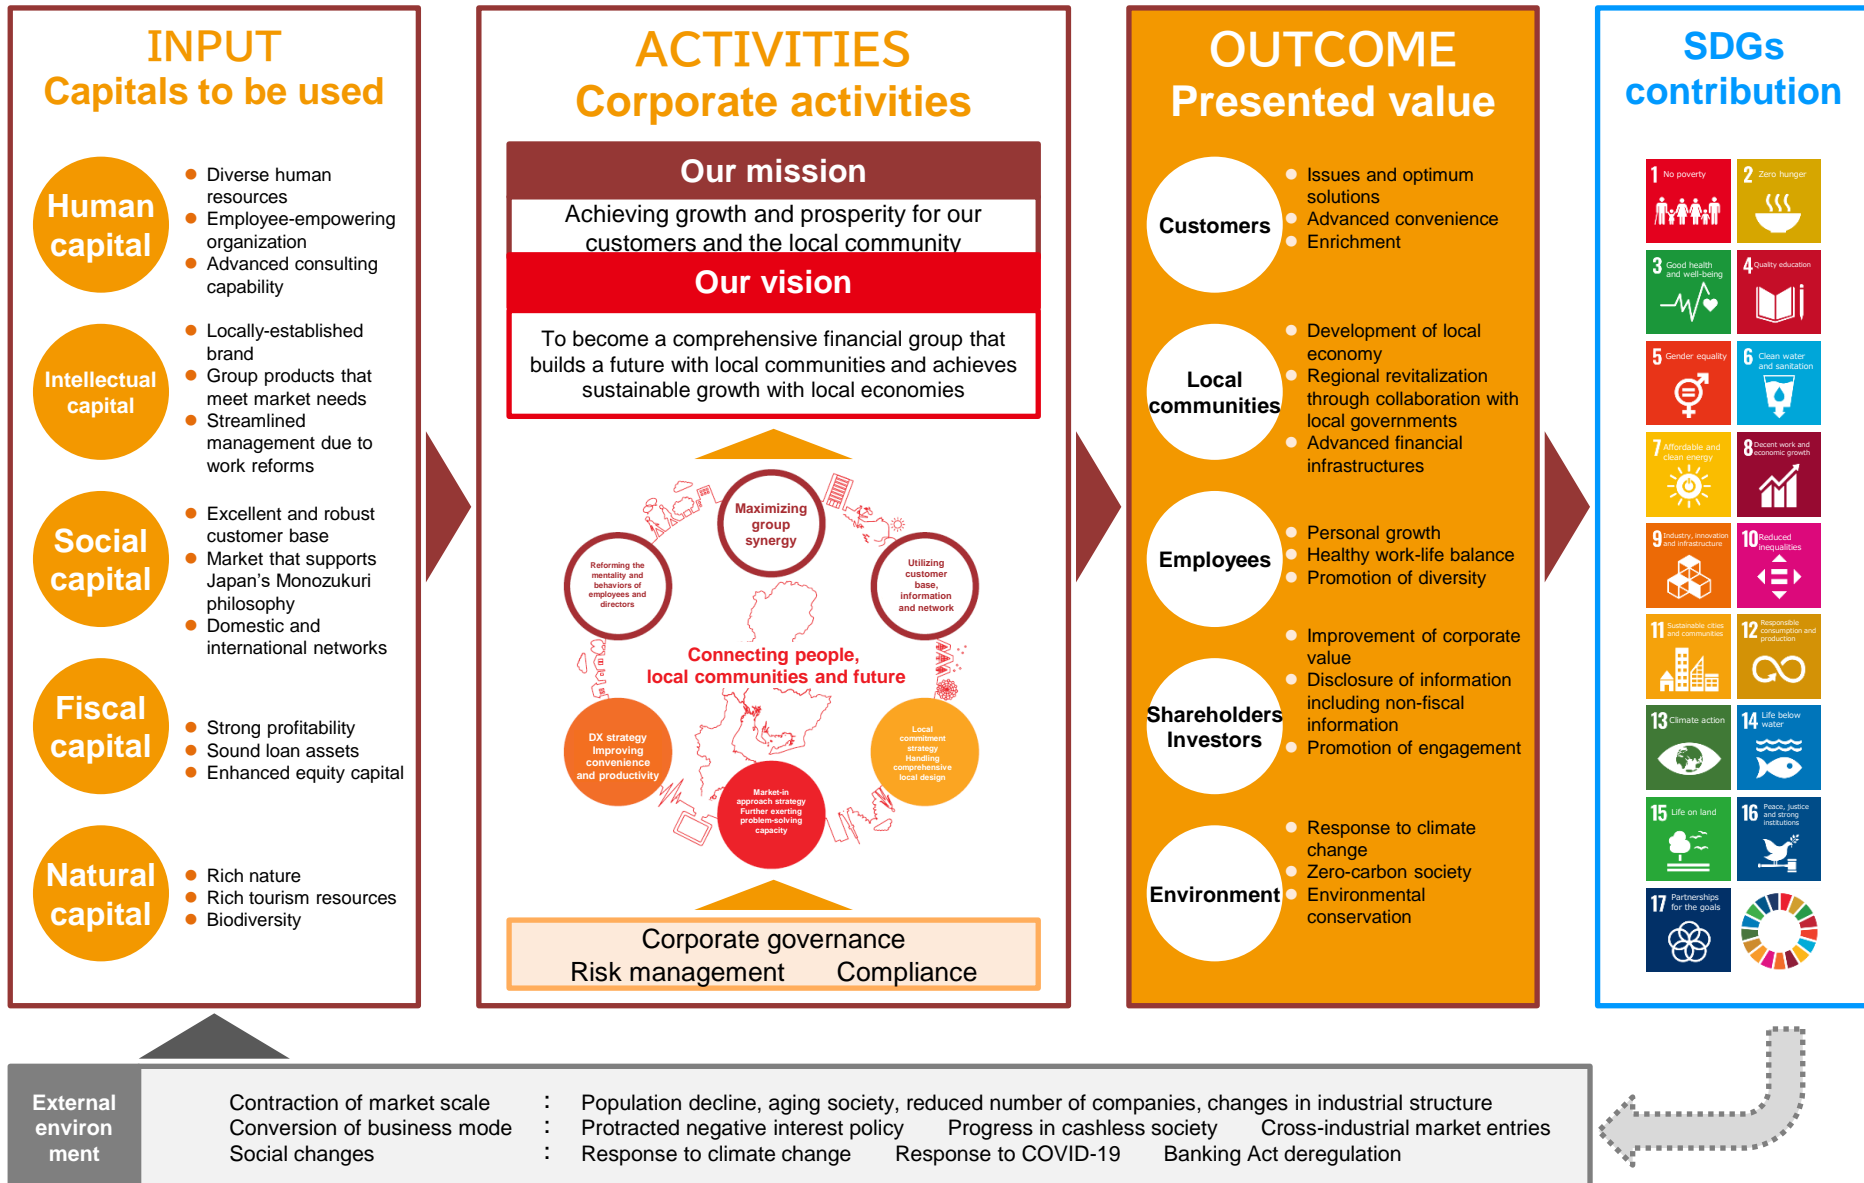 INPUT
Capitals to be used
Human
capital
Diverse human
resources
Employee-empowering
organization
Advanced consulting
capability
Intellectual
capital
Locally-established
brand
Group products that
meet market needs
Streamlined
management due to
work reforms
Social
capital
Excellent and robust
customer base
Market that supports
Japan's Monozukuri
philosophy
Domestic and
international networks
Fiscal
capital
Strong profitability
Sound loan assets
Enhanced equity capital
Natural
capital
Rich nature
Rich tourism resources
Biodiversity
ACTIVITIES
Corporate activities
Our mission
Achieving growth and prosperity for our
customers and the local community
Our vision
To become a comprehensive financial group that
builds a future with local communities and achieves
sustainable growth with local economies
Maximizing
group
synergy
Reforming the
mentality and
behaviors of
employees and
directors
Utilizing
customer
base,
information
and network
Connecting people,
local communities and future
DX strategy
Improving
convenience
and productivity
Local
commitment
strategy
Handling
comprehensive
local design
Market-in
approach strategy
Further exerting
problem-solving
capacity
Corporate governance
Risk management Compliance
OUTCOME
Presented value
Customers
Issues and optimum
solutions
Advanced convenience
Enrichment
Local
communities
Development of local
economy
Regional revitalization
through collaboration with
local governments
Advanced financial
infrastructures
Employees
Personal growth
Healthy work-life balance
Promotion of diversity
Shareholders
Investors
Improvement of corporate
value
Disclosure of information
including non-fiscal
information
Promotion of engagement
Environment
Response to climate
change
Zero-carbon society
Environmental
conservation
SDGs
contribution
1 No poverty
2 Zero hunger
3 Good health
and well-being
4 Quality education
5 Gender equality
6 Clean water
and sanitation
7 Affordable and
clean energy
8 Decent work and
economic growth
9 Industry, innovation
and infrastructure
10 Reduced
inequalities
11 Sustainable cities
and communities
12 Responsible
consumption and
production
13 Climate action
14 Life below
water
15 Life on land
16 Peace, justice
and strong
institutions
17 Partnerships
for the goals
External
environ
ment
Contraction of market scale : Population decline, aging society, reduced number of companies, changes in industrial structure
Conversion of business mode : Protracted negative interest policy Progress in cashless society Cross-industrial market entries
Social changes : Response to climate change Response to COVID-19 Banking Act deregulation